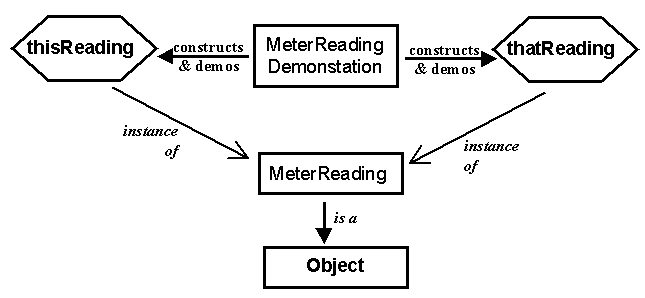 thisReading
constructs
& demos
MeterReading
Demonstation
constructs
& demos
thatReading
instance
of
instance
of
MeterReading
is a
Object